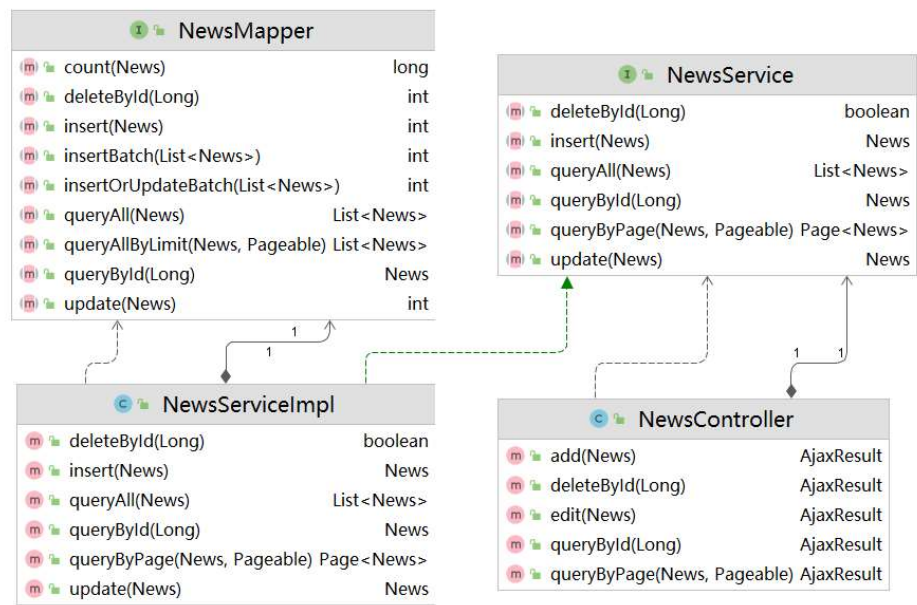 NewsMapper
count(News) long
deleteById(Long) int
insert(News) int
insertBatch(List<News>) int
insertOrUpdateBatch(List<News>) int
queryAll(News) List<News>
queryAllByLimit(News, Pageable) List<News>
queryById(Long) News
update(News) int
NewsService
deleteById(Long) boolean
insert(News) News
queryAll(News) List<News>
queryById(Long) News
queryByPage(News, Pageable) Page<News>
update(News) News
1
1
1 1
NewsServiceImpl
deleteById(Long) boolean
insert(News) News
queryAll(News) List<News>
queryById(Long) News
queryByPage(News, Pageable) Page<News>
update(News) News
NewsController
add(News) AjaxResult
deleteById(Long) AjaxResult
edit(News) AjaxResult
queryById(Long) AjaxResult
queryByPage(News, Pageable) AjaxResult